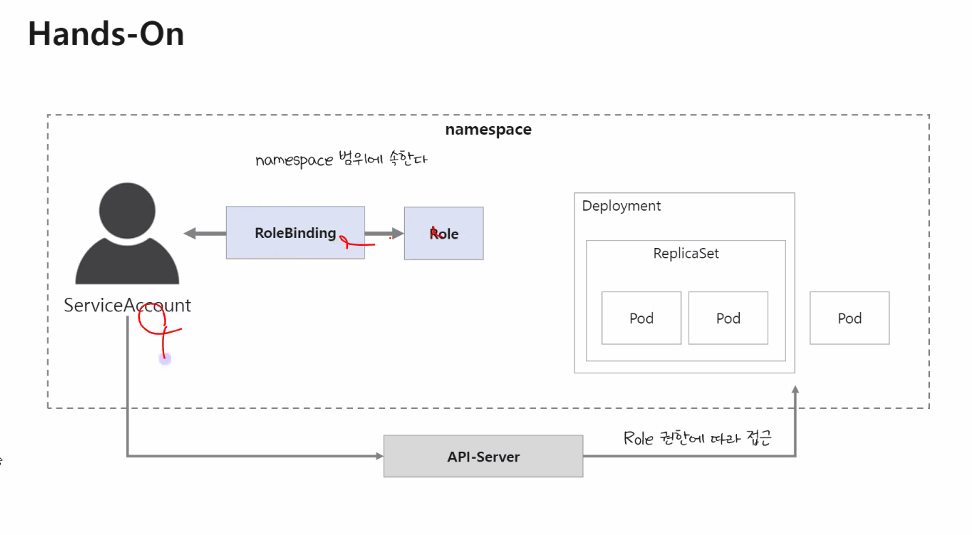 Hands-On
namespace
namespace 범위에 속한다
RoleBinding
Role
ServiceAccount
Deployment
ReplicaSet
Pod
Pod
Pod
API-Server
Role 권한에 따라 접근